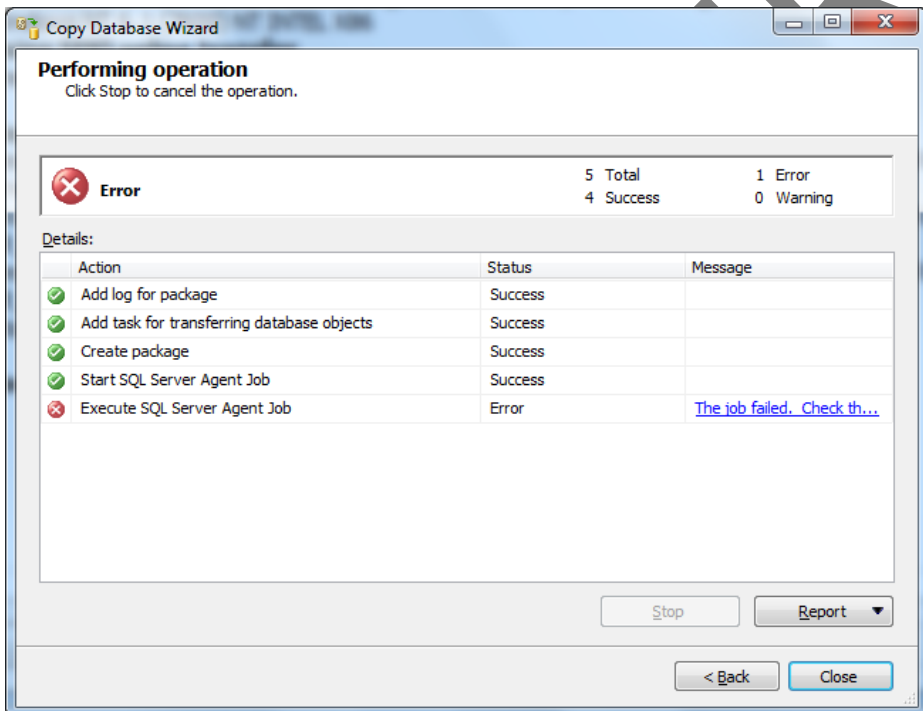 Copy Database Wizard
Performing operation
Click Stop to cancel the operation.
Error
5 Total
1 Error
4 Success
0 Warning
Details:
Action Status Message
Add log for package Success
Add task for transferring database objects Success
Create package Success
Start SQL Server Agent Job Success
Execute SQL Server Agent Job Error The job failed. Check th...
Stop Report
< Back Close